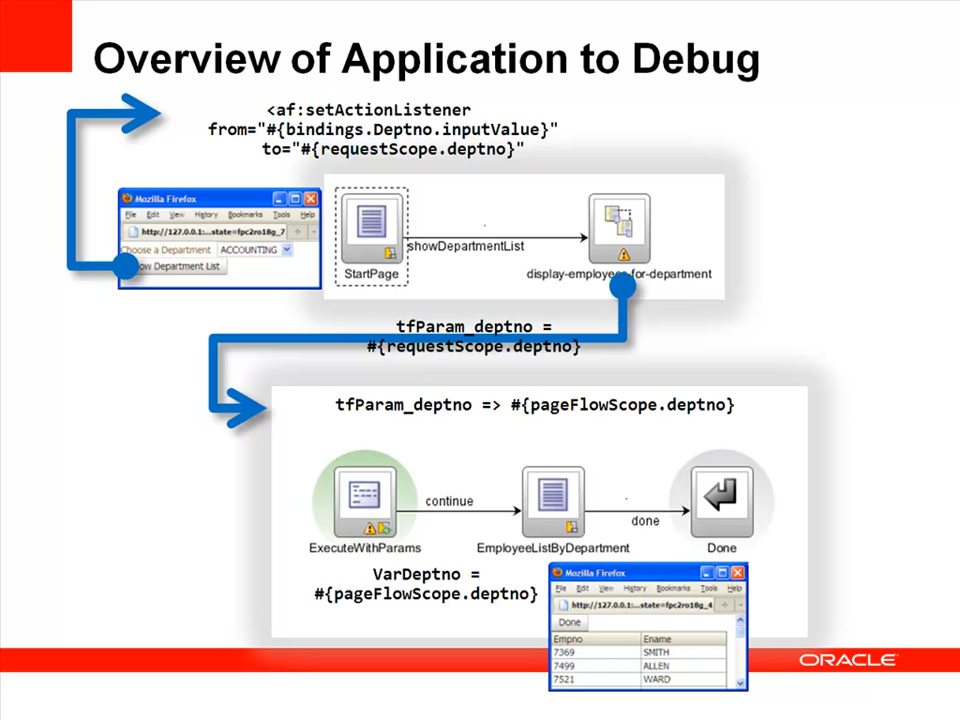 Overview of Application to Debug
<af:setActionListener
from="#{bindings.Deptno.inputValue}"
to="#{requestScope.deptno}"
Mozilla Firefox
File Edit View History Bookmarks Tools Help
http://127.0.0.1:...state=fpc2ro18g_7
Choose a Department ACCOUNTING
Department List
StartPage
showDepartmentList
display-employees-for-department
tfParam_deptno =
#{requestScope.deptno}
tfParam_deptno => #{pageFlowScope.deptno}
ExecuteWithParams
continue
EmployeeListByDepartment
done
Done
VarDeptno =
#{pageFlowScope.deptno}
Mozilla Firefox
File Edit View History Bookmarks Tools Help
http://127.0.0.1:...state=fpc2ro18g_4
Done
Empno Ename
7369 SMITH
7499 ALLEN
7521 WARD
ORACLE